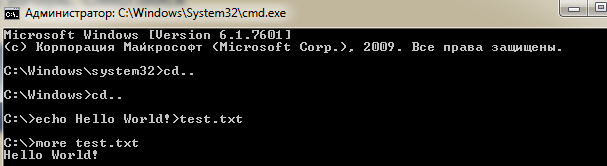 Администратор: C:\Windows\System32\cmd.exe
Microsoft Windows [Version 6.1.7601]
(c) Корпорация Майкрософт (Microsoft Corp.), 2009. Все права защищены.
C:\Windows\system32>cd..
C:\Windows>cd..
C:\>echo Hello World!>test.txt
C:\>more test.txt
Hello World!